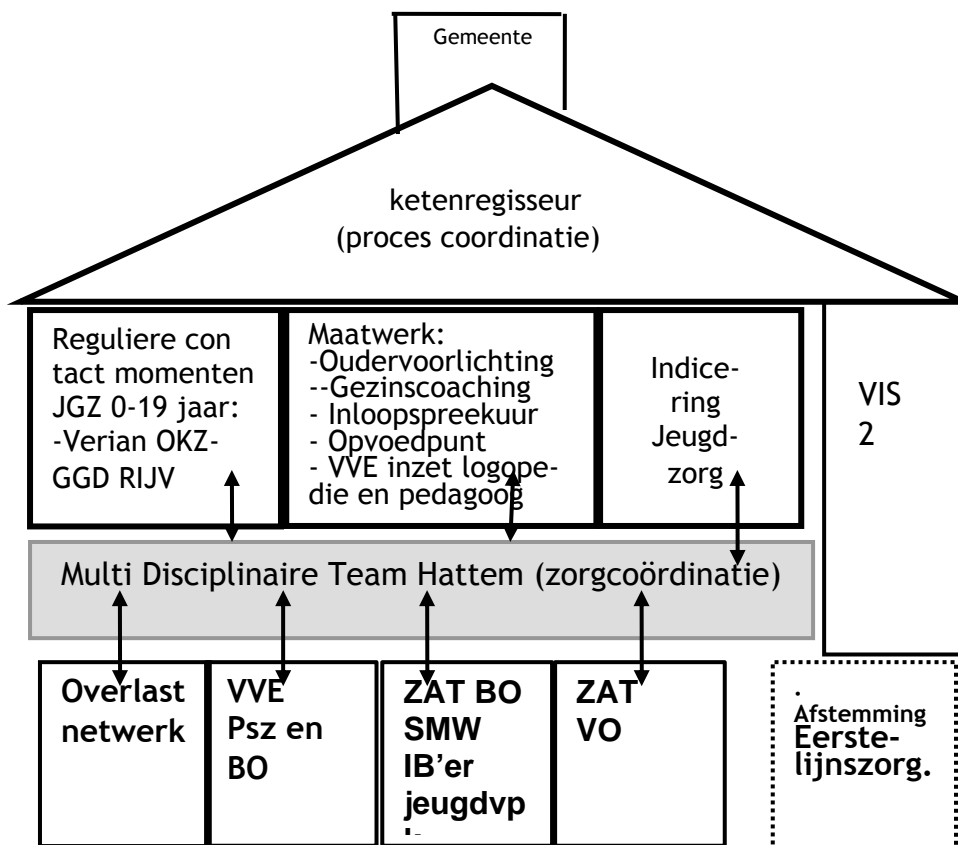 Gemeente
ketenregisseur
(proces coordinatie)
Reguliere con
tact momenten
JGZ 0-19 jaar:
-Verian OKZ-
GGD RIJV
Maatwerk:
-Oudervoorlichting
--Gezinscoaching
- Inloopspreekuur
- Opvoedpunt
- VVE inzet logope-
die en pedagoog
Indice-
ring
Jeugd-
zorg
VIS
2
Multi Disciplinaire Team Hattem (zorgcoördinatie)
Overlast
netwerk
VVE
Psz en
BO
ZAT BO
SMW
IB’er
jeugdvp
ZAT
VO
.
Afstemming
Eerste-
lijnszorg.